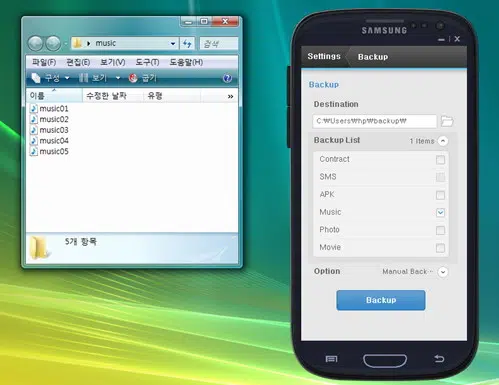 music
검색
파일(F) 편집(E) 보기(V) 도구(T) 도움말(H)
구성 보기 굽기
이름 수정한 날짜 유형 »
music01
music02
music03
music04
music05
5개 항목
SAMSUNG
Settings Backup
Backup
Destination
C:₩Users₩hp₩backup₩
Backup List 1 Items
Contract
SMS
APK
Music
Photo
Movie
Option Manual Back ···
Backup